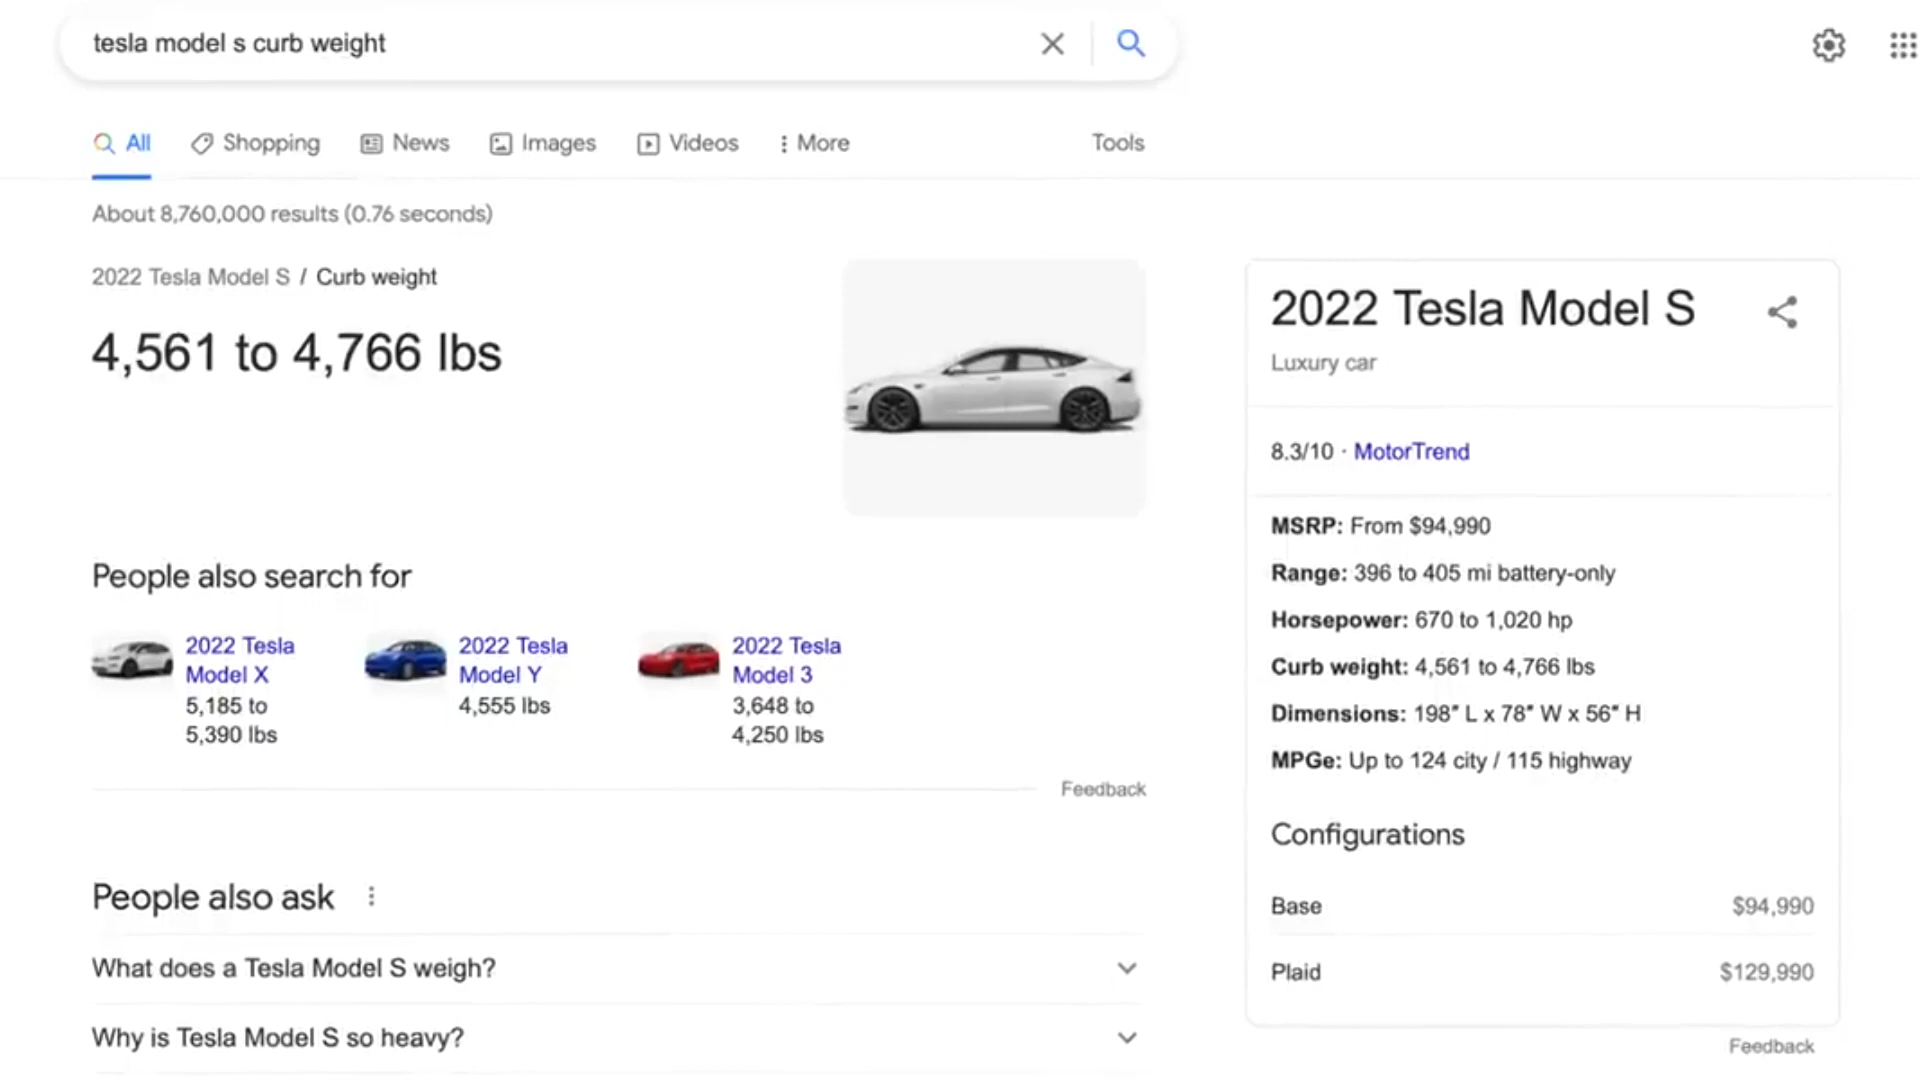 tesla model s curb weight
All Shopping News Images Videos More Tools
About 8,760,000 results (0.76 seconds)
2022 Tesla Model S / Curb weight
4,561 to 4,766 lbs
People also search for
2022 Tesla
Model X
5,185 to
5,390 lbs
2022 Tesla
Model Y
4,555 lbs
2022 Tesla
Model 3
3,648 to
4,250 lbs
Feedback
People also ask
What does a Tesla Model S weigh?
Why is Tesla Model S so heavy?
2022 Tesla Model S
Luxury car
8.3/10 · MotorTrend
MSRP: From $94,990
Range: 396 to 405 mi battery-only
Horsepower: 670 to 1,020 hp
Curb weight: 4,561 to 4,766 lbs
Dimensions: 198″ L x 78″ W x 56″ H
MPGe: Up to 124 city / 115 highway
Configurations
Base $94,990
Plaid $129,990
Feedback